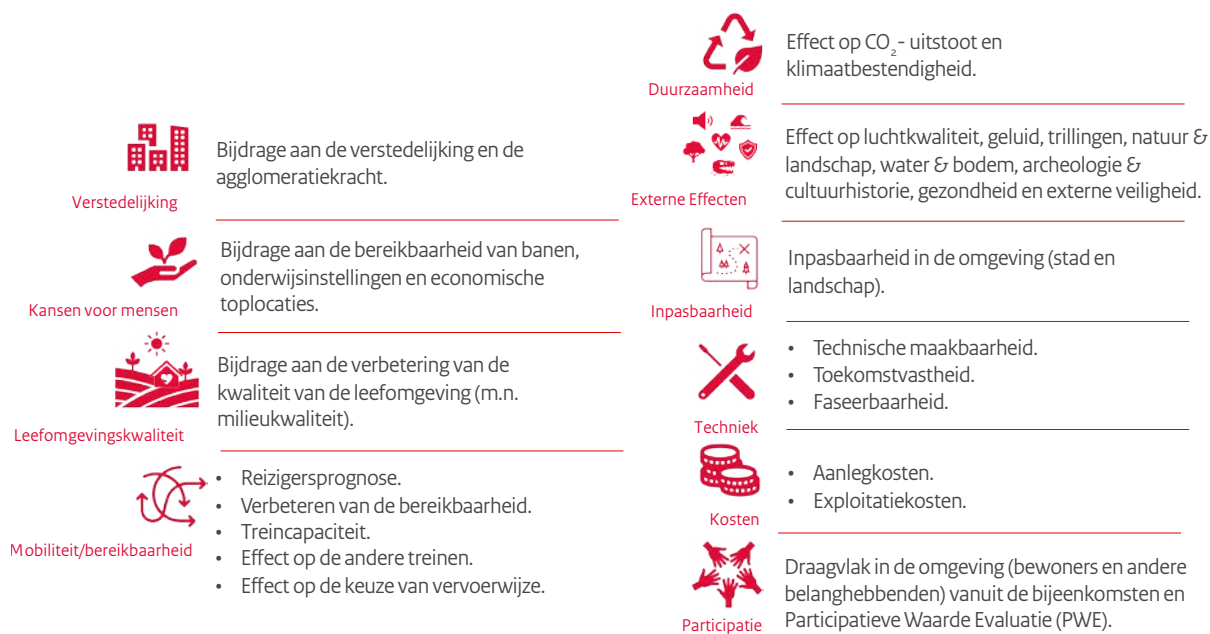 Verstedelijking
Bijdrage aan de verstedelijking en de
agglomeratiekracht.
Kansen voor mensen
Bijdrage aan de bereikbaarheid van banen,
onderwijsinstellingen en economische
toplocaties.
Leefomgevingskwaliteit
Bijdrage aan de verbetering van de
kwaliteit van de leefomgeving (m.n.
milieukwaliteit).
Mobiliteit/bereikbaarheid
• Reizigersprognose.
• Verbeteren van de bereikbaarheid.
• Treincapaciteit.
• Effect op de andere treinen.
• Effect op de keuze van vervoerwijze.
Duurzaamheid
Effect op CO₂- uitstoot en
klimaatbestendigheid.
Externe Effecten
Effect op luchtkwaliteit, geluid, trillingen, natuur &
landschap, water & bodem, archeologie &
cultuurhistorie, gezondheid en externe veiligheid.
Inpasbaarheid
Inpasbaarheid in de omgeving (stad en
landschap).
Techniek
• Technische maakbaarheid.
• Toekomstvastheid.
• Faseerbaarheid.
Kosten
• Aanlegkosten.
• Exploitatiekosten.
Participatie
Draagvlak in de omgeving (bewoners en andere
belanghebbenden) vanuit de bijeenkomsten en
Participatieve Waarde Evaluatie (PWE).